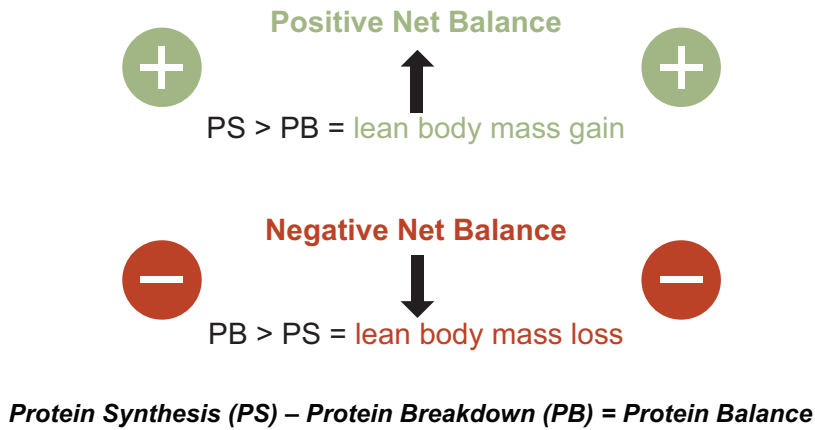 Positive Net Balance
PS > PB = lean body mass gain
Negative Net Balance
PB > PS = lean body mass loss
Protein Synthesis (PS) – Protein Breakdown (PB) = Protein Balance